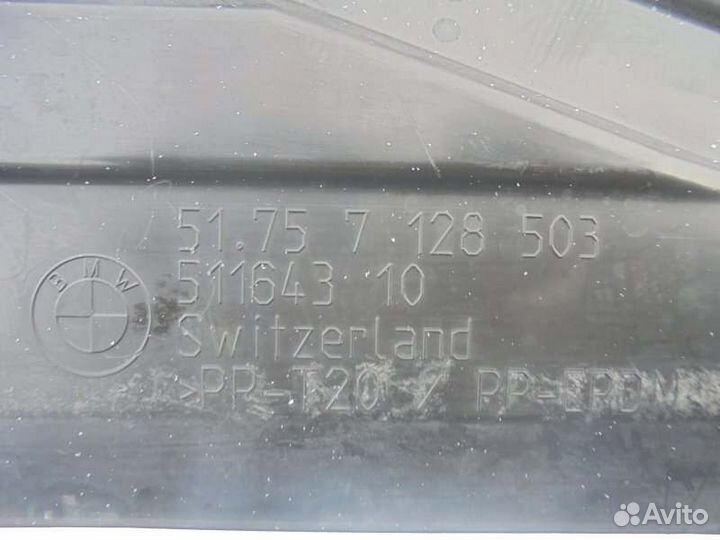 51.75 7 128 503
511643 10
BMW
Switzerland
>PP-T20 / PP-EPDM
Avito